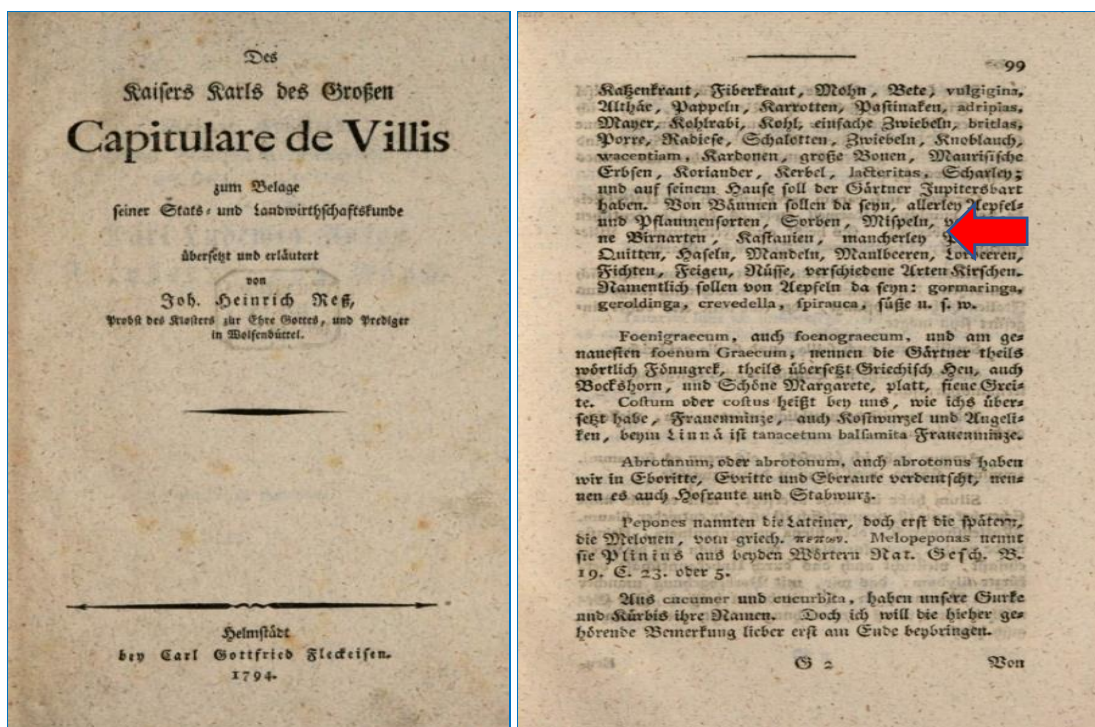 Des
Kaisers Karls des Großen
Capitulare de Villis
zum Belage
seiner Stats- und Landwirthschaftskunde
übersetzt und erläutert
von
Joh. Heinrich Reß,
Probst des Klosters zur Ehre Gottes, und Prediger
in Wolfenbüttel.
Helmstädt
bey Carl Gottfried Fleckeisen.
1794.
99
Katzenkraut, Fiberkraut, Mohn, Bete, vulgigina,
Althäe, Pappeln, Karrotten, Pastinaken, adripias,
Mayer, Kohlrabi, Kohl, einfache Zwiebeln, britlas,
Porre, Radiese, Schalotten, Zwiebeln, Knoblauch,
wacentiam, Kardonen, große Bonen, Maurisische
Erbsen, Koriander, Kerbel, lacteritas, Scharley;
und auf seinem Hause soll der Gärtner Jupitersbart
haben. Von Bäumen sollen da seyn, allerley Aepfel-
und Pflaumensorten, Sorben, Mispeln,
ne Birnarten, Kastanien, mancherley
Quitten, Haseln, Mandeln, Maulbeeren, Lorbeeren,
Fichten, Feigen, Nüsse, verschiedene Arten Kirschen.
Namentlich sollen von Aepfeln da seyn: gormaringa,
geroldinga, crevedella, spirauca, süße u. s. w.
Foenigraecum, auch foenograecum, und am ge-
nauesten foenum Graecum, nennen die Gärtner theils
wörtlich Fönugrek, theils übersetzt Griechisch Heu, auch
Bockshorn, und Schöne Margarete, platt, fiene Grei-
te. Costum oder costus heißt bey uns, wie ichs über-
setzt habe, Frauenminze, auch Kostwurzel und Angeli-
ken, beym Linnä ist tanacetum balsamita Frauenminze.
Abrotanum, oder abrotonum, auch abrotonus haben
wir in Eboritte, Evritte und Eberaute verdeutscht, nen-
nen es auch Hofraute und Stabwurz.
Pepones nannten die Lateiner, doch erst die spätern,
die Melonen, vom griech. πεπων. Melopeponas nennt
sie Plinius aus beyden Wörtern Nat. Gesch. B.
19. C. 23. oder 5.
Aus cucumer und cucurbita, haben unsere Gurke
und Kürbis ihre Namen. Doch ich will die hieher ge-
hörende Bemerkung lieber erst am Ende beybringen.
G 2
Von